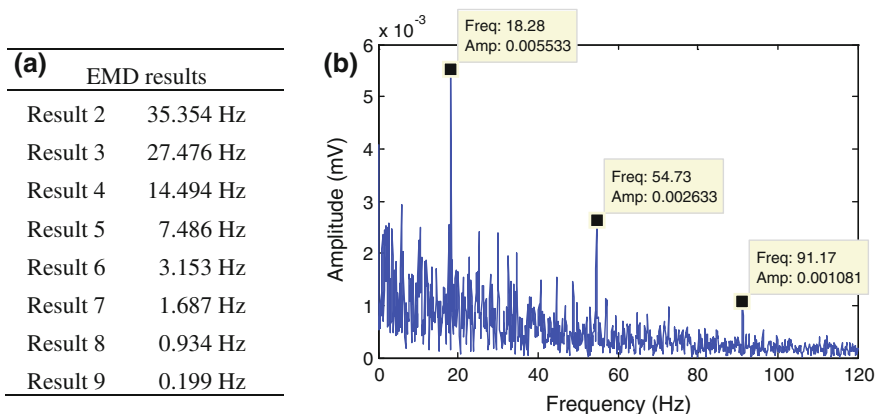 (a)
EMD results
Result 2 35.354 Hz
Result 3 27.476 Hz
Result 4 14.494 Hz
Result 5 7.486 Hz
Result 6 3.153 Hz
Result 7 1.687 Hz
Result 8 0.934 Hz
Result 9 0.199 Hz
(b)
x 10⁻³
Freq: 18.28
Amp: 0.005533
Freq: 54.73
Amp: 0.002633
Freq: 91.17
Amp: 0.001081
Amplitude (mV)
6
5
4
3
2
1
0
0 20 40 60 80 100 120
Frequency (Hz)